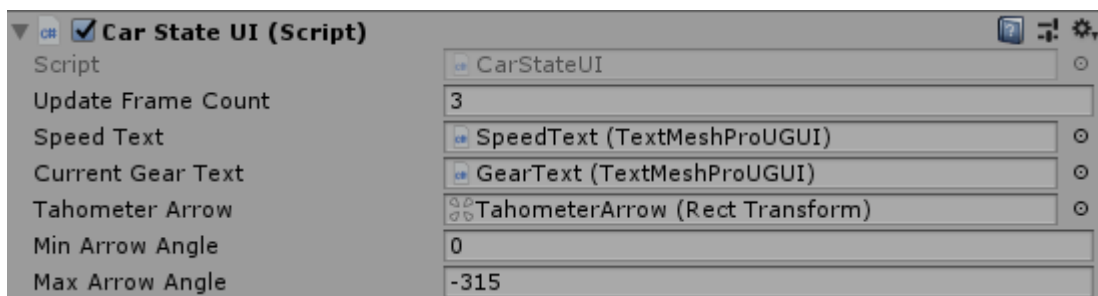 Car State UI (Script)
Script CarStateUI
Update Frame Count 3
Speed Text SpeedText (TextMeshProUGUI)
Current Gear Text GearText (TextMeshProUGUI)
Tahometer Arrow TahometerArrow (Rect Transform)
Min Arrow Angle 0
Max Arrow Angle -315